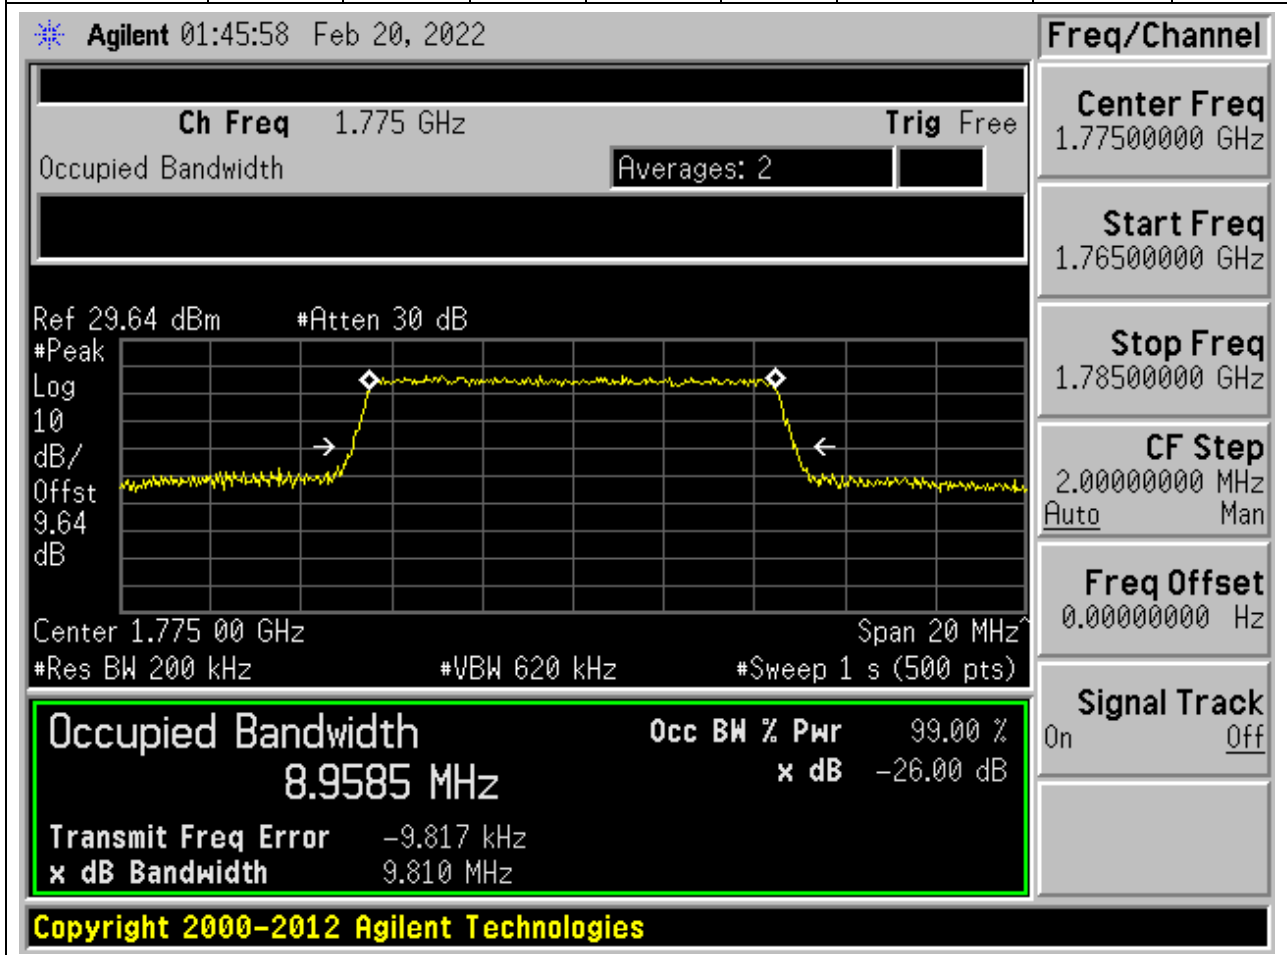 Agilent 01:45:58 Feb 20, 2022
Freq/Channel
Ch Freq 1.775 GHz Trig Free
Occupied Bandwidth Averages: 2
Center Freq
1.77500000 GHz
Start Freq
1.76500000 GHz
Stop Freq
1.78500000 GHz
CF Step
2.00000000 MHz
Auto Man
Freq Offset
0.00000000 Hz
Signal Track
On Off
Ref 29.64 dBm #Atten 30 dB
#Peak
Log
10
dB/
Offst
9.64
dB
Center 1.775 00 GHz Span 20 MHz^
#Res BW 200 kHz #VBW 620 kHz #Sweep 1 s (500 pts)
Occupied Bandwidth Occ BW % Pwr 99.00 %
8.9585 MHz x dB -26.00 dB
Transmit Freq Error -9.817 kHz
x dB Bandwidth 9.810 MHz
Copyright 2000-2012 Agilent Technologies